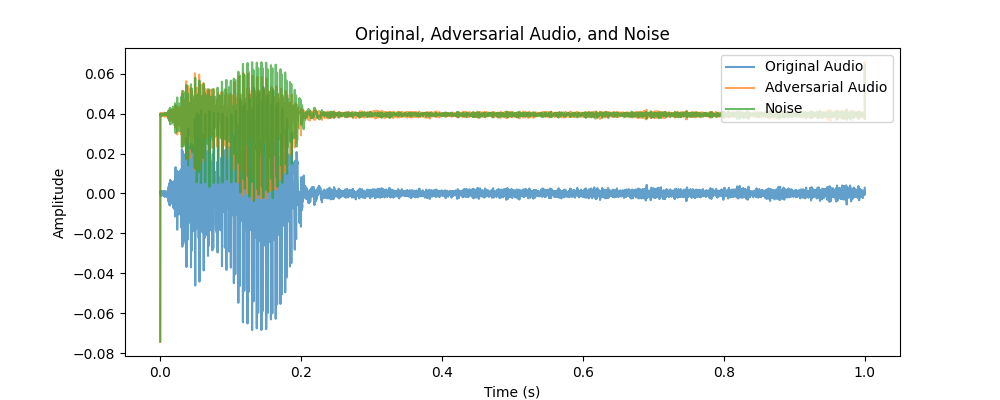 Original, Adversarial Audio, and Noise
Original Audio
Adversarial Audio
Noise
Amplitude
0.06
0.04
0.02
0.00
−0.02
−0.04
−0.06
−0.08
0.0 0.2 0.4 0.6 0.8 1.0
Time (s)